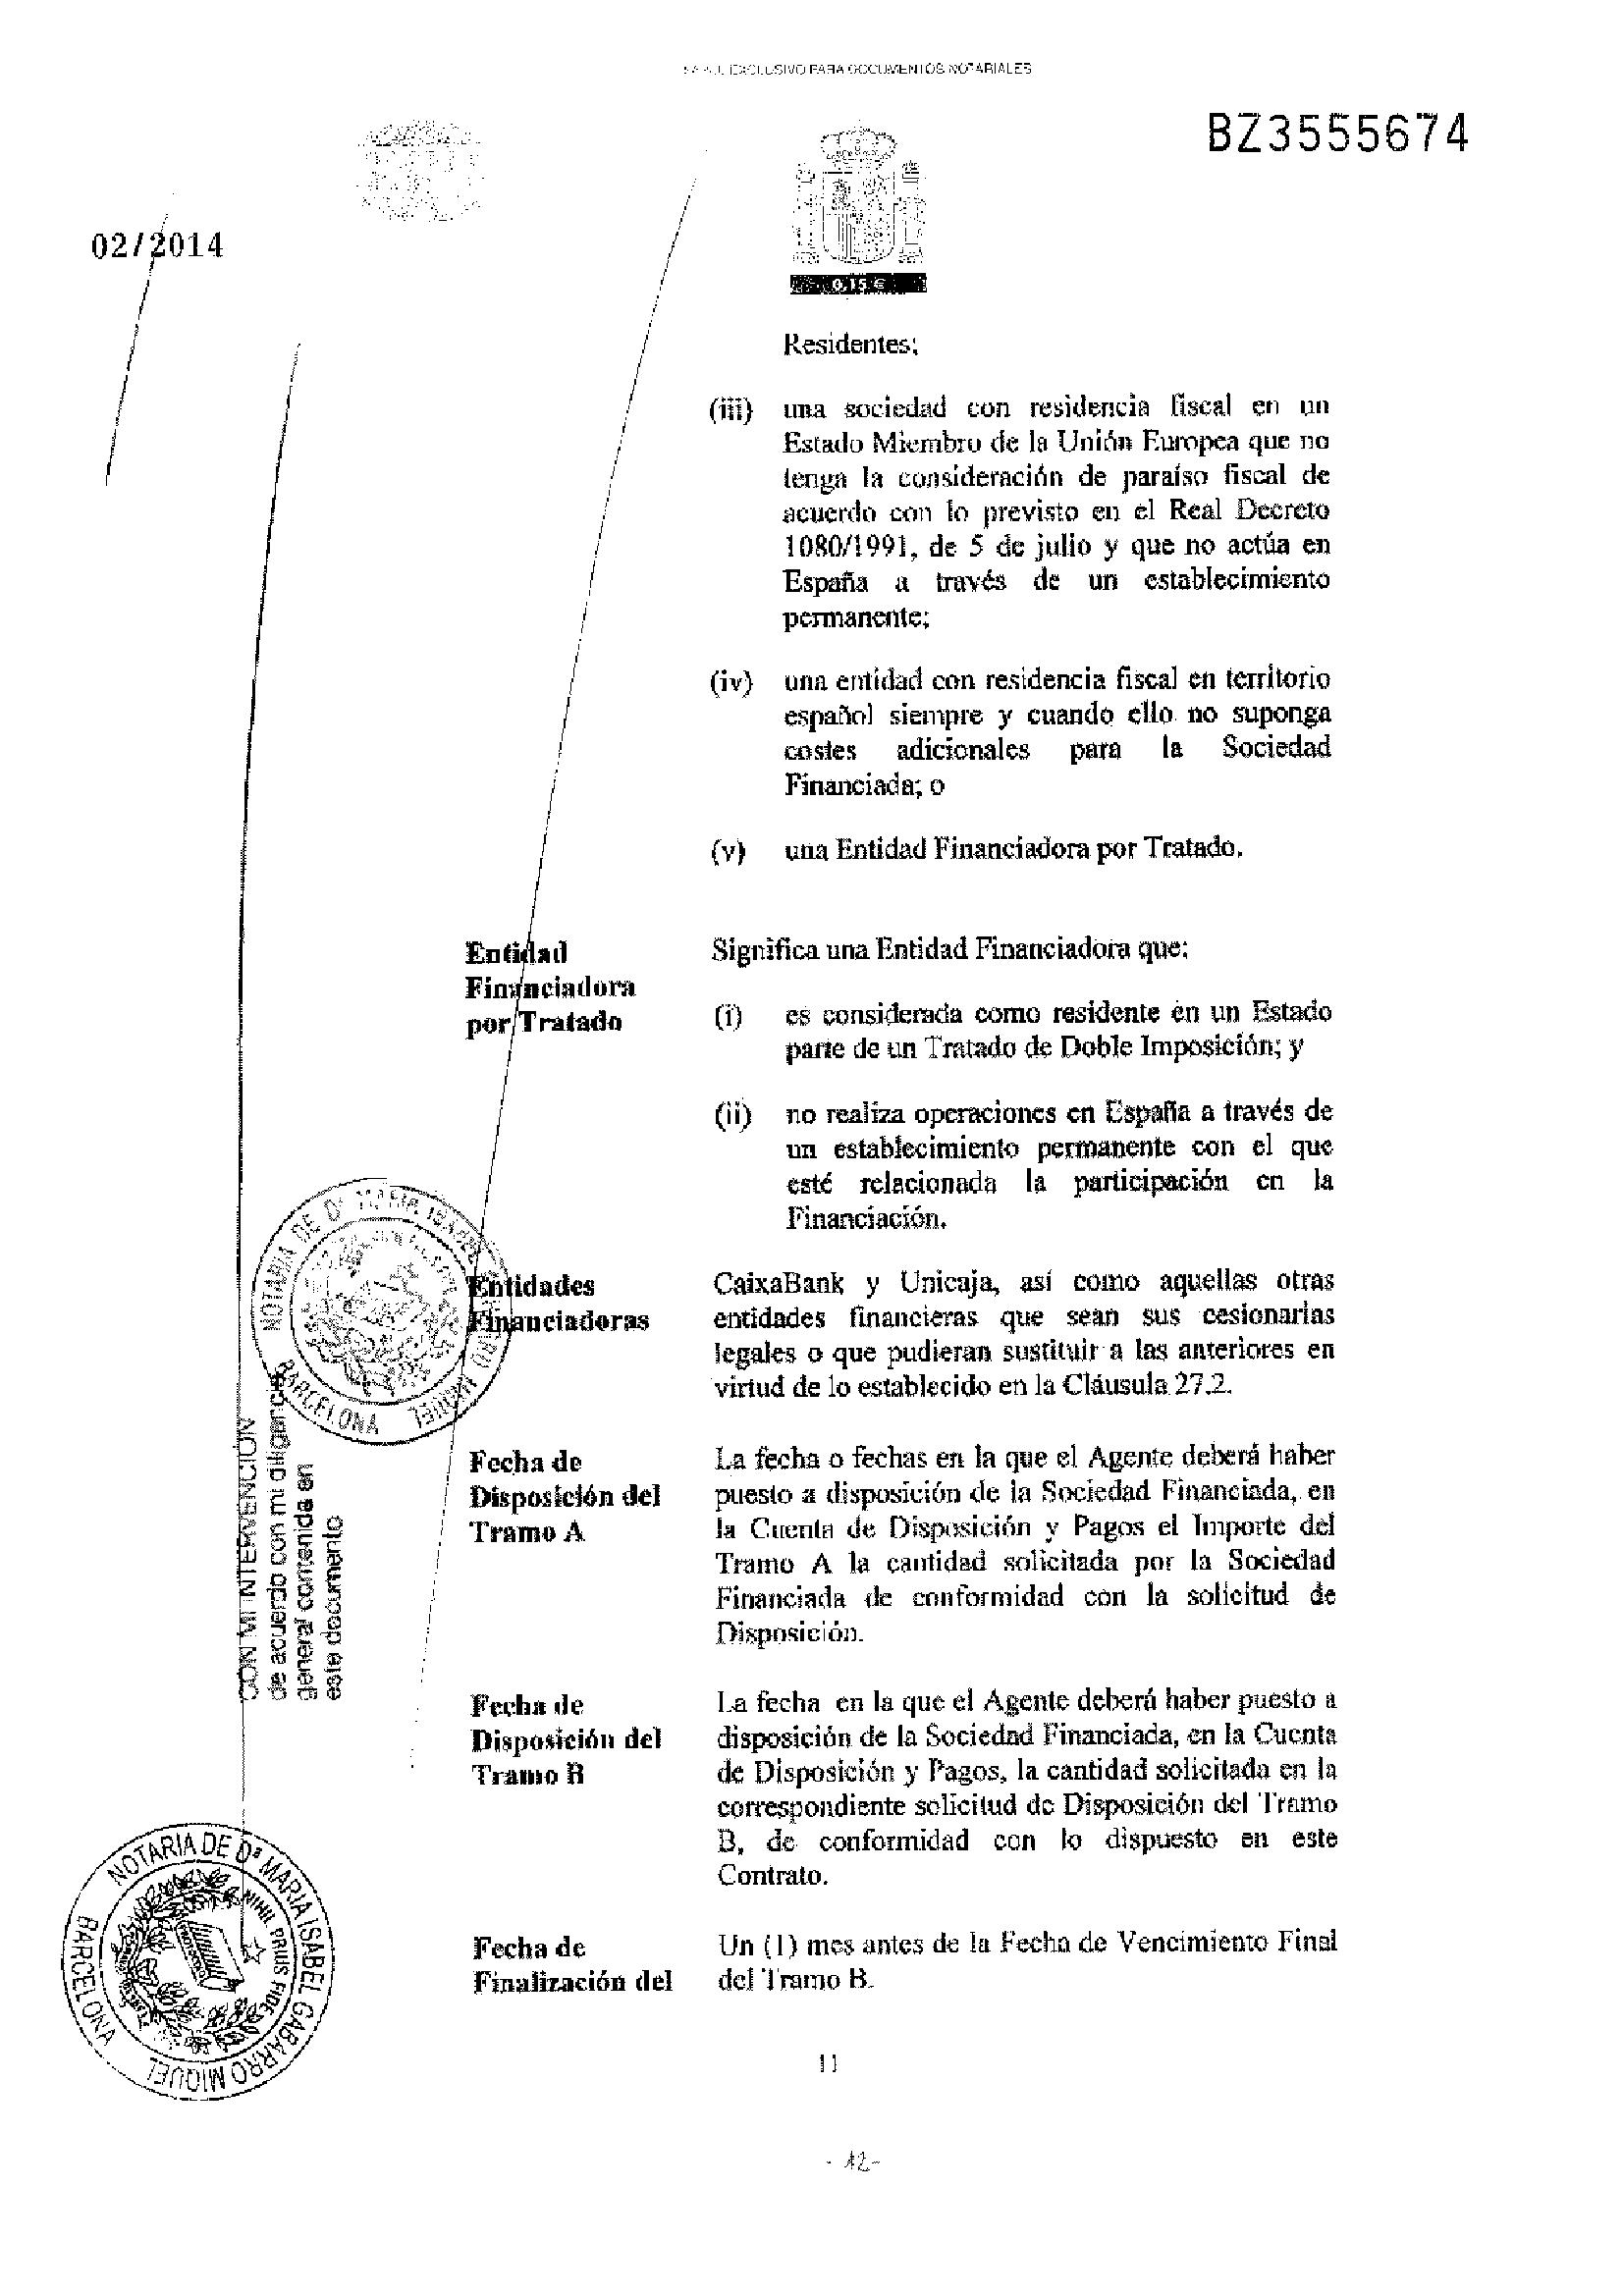 EXCLUSIVO PARA DOCUMENTOS NOTARIALES
BZ3555674
02/2014
0,15 €
Residentes;
(iii) una sociedad con residencia fiscal en un
Estado Miembro de la Unión Europea que no
tenga la consideración de paraíso fiscal de
acuerdo con lo previsto en el Real Decreto
1080/1991, de 5 de julio y que no actúa en
España a través de un establecimiento
permanente;
(iv) una entidad con residencia fiscal en territorio
español siempre y cuando ello no suponga
costes adicionales para la Sociedad
Financiada; o
(v) una Entidad Financiadora por Tratado.
Entidad
Financiadora
por Tratado
Significa una Entidad Financiadora que:
(i) es considerada como residente en un Estado
parte de un Tratado de Doble Imposición; y
(ii) no realiza operaciones en España a través de
un establecimiento permanente con el que
esté relacionada la participación en la
Financiación.
Entidades
Financiadoras
CaixaBank y Unicaja, así como aquellas otras
entidades financieras que sean sus cesionarias
legales o que pudieran sustituir a las anteriores en
virtud de lo establecido en la Cláusula 27.2.
Fecha de
Disposición del
Tramo A
La fecha o fechas en la que el Agente deberá haber
puesto a disposición de la Sociedad Financiada, en
la Cuenta de Disposición y Pagos el Importe del
Tramo A la cantidad solicitada por la Sociedad
Financiada de conformidad con la solicitud de
Disposición.
Fecha de
Disposición del
Tramo B
La fecha en la que el Agente deberá haber puesto a
disposición de la Sociedad Financiada, en la Cuenta
de Disposición y Pagos, la cantidad solicitada en la
correspondiente solicitud de Disposición del Tramo
B, de conformidad con lo dispuesto en este
Contrato.
Fecha de
Finalización del
Un (1) mes antes de la Fecha de Vencimiento Final
del Tramo B.
NOTARIA DE Dª MARIA ISABEL GABARRO MIQUEL
BARCELONA
CON MI INTERVENCION
de acuerdo con mi diligencia
general contenida en
este documento
NOTARIA DE Dª MARIA ISABEL GABARRO MIQUEL
BARCELONA
NIHIL PRIUS FIDE
11
- 12-